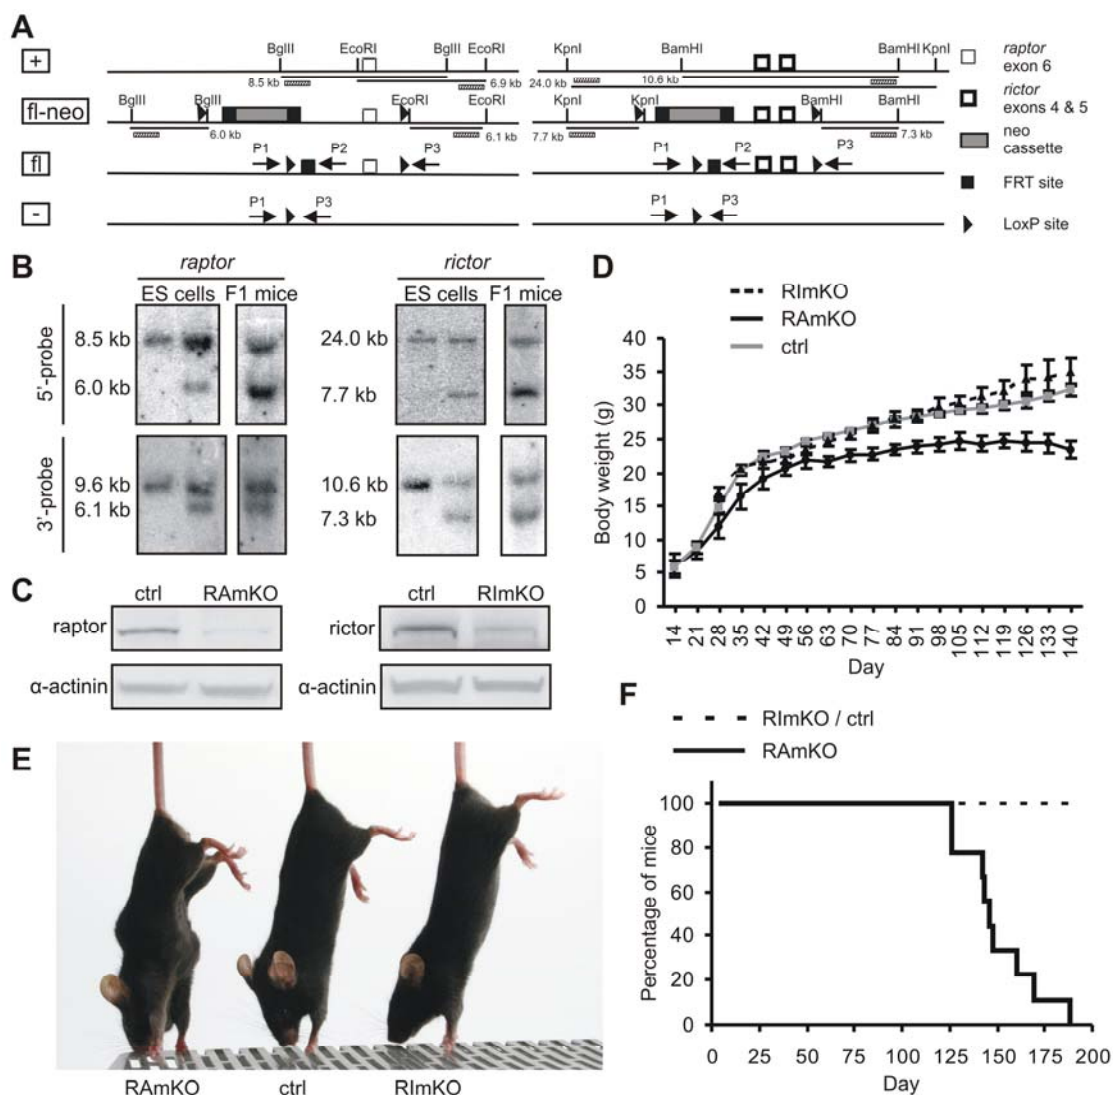 A
+
BglII EcoRI BglII EcoRI KpnI BamHI BamHI KpnI
8.5 kb 6.9 kb 24.0 kb 10.6 kb
fl-neo
BglII BglII EcoRI EcoRI KpnI KpnI BamHI BamHI
6.0 kb 6.1 kb 7.7 kb 7.3 kb
fl
P1 P2 P3 P1 P2 P3
-
P1 P3 P1 P3
raptor
exon 6
rictor
exons 4 & 5
neo
cassette
FRT site
LoxP site
B
raptor rictor
ES cells F1 mice ES cells F1 mice
5'-probe
8.5 kb 24.0 kb
6.0 kb 7.7 kb
3'-probe
9.6 kb 10.6 kb
6.1 kb 7.3 kb
C
ctrl RAmKO ctrl RImKO
raptor rictor
α-actinin α-actinin
D
RImKO
RAmKO
ctrl
Body weight (g)
40
35
30
25
20
15
10
5
0
14 21 28 35 42 49 56 63 70 77 84 91 98 105 112 119 126 133 140
Day
E
RAmKO ctrl RImKO
F
RImKO / ctrl
RAmKO
Percentage of mice
100
80
60
40
20
0
0 25 50 75 100 125 150 175 200
Day